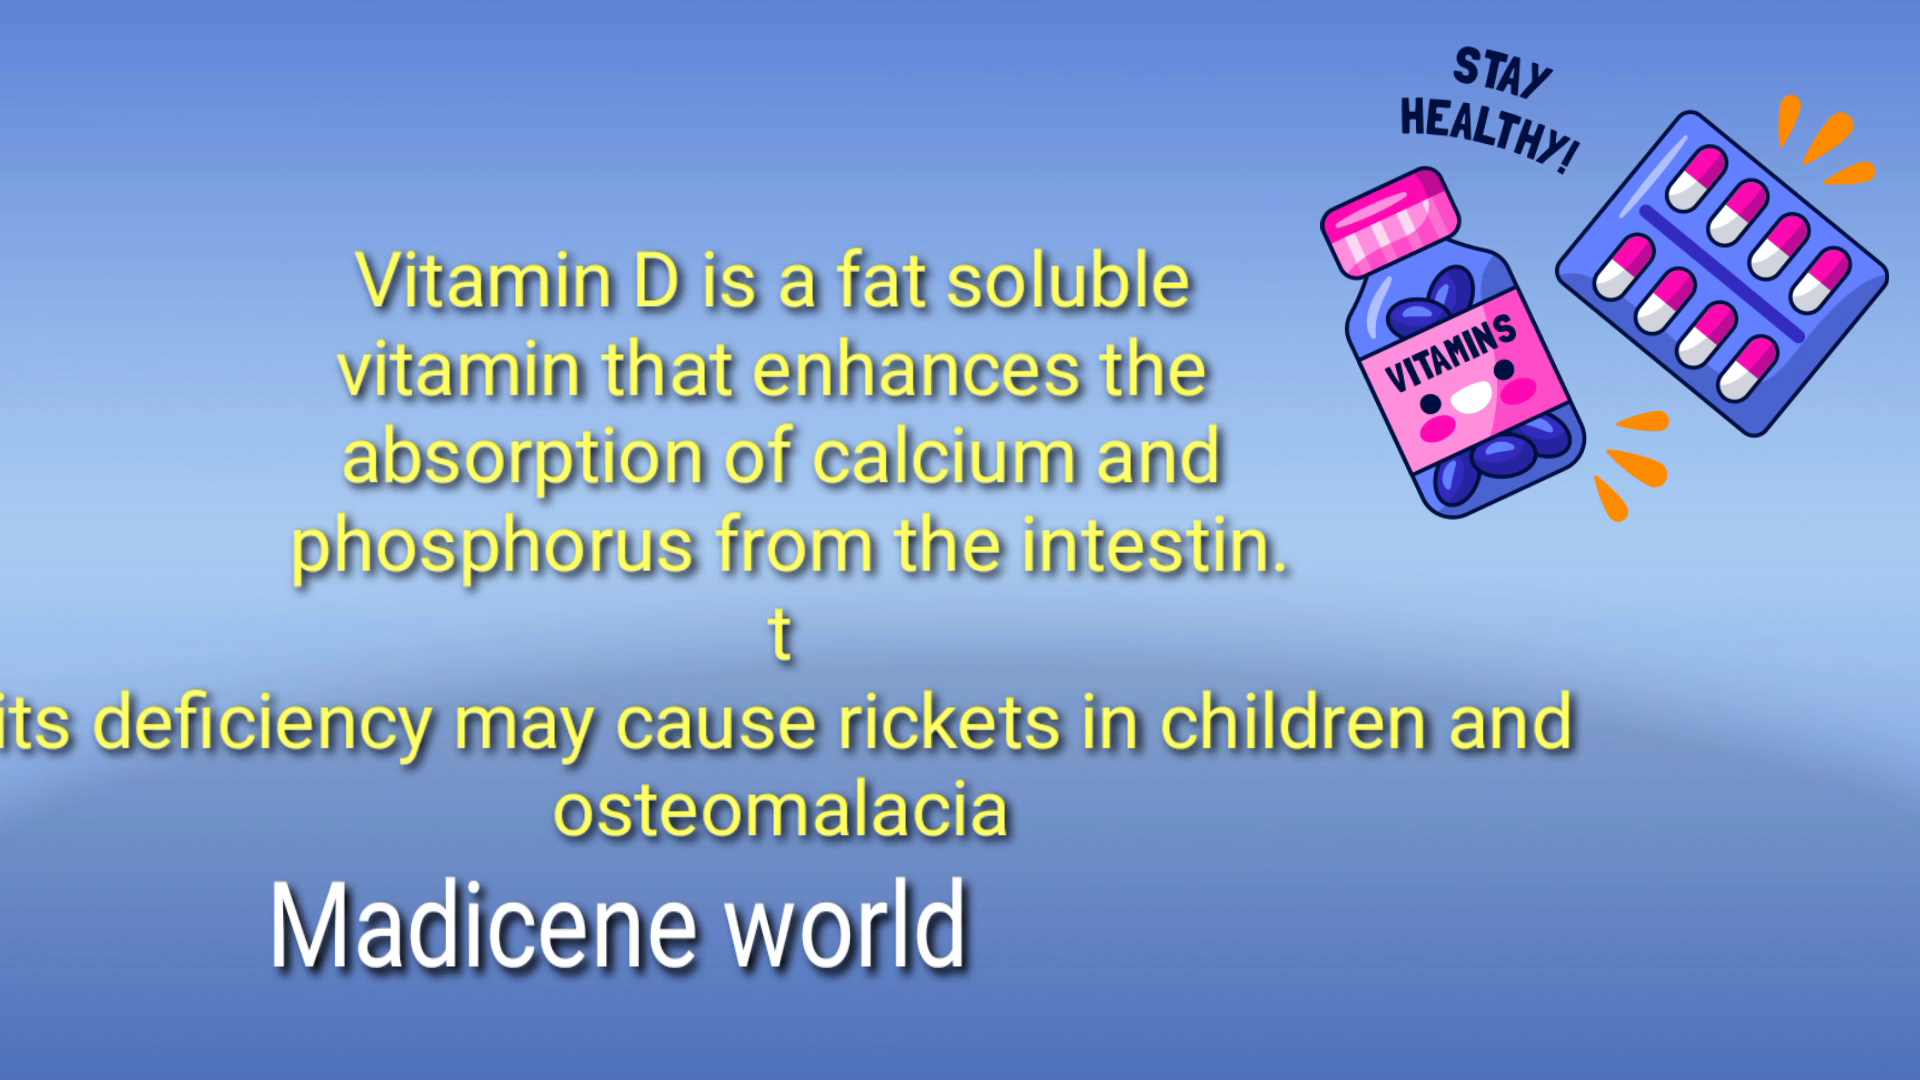 STAY
HEALTHY!
VITAMINS
Vitamin D is a fat soluble
vitamin that enhances the
absorption of calcium and
phosphorus from the intestin.
t
its deficiency may cause rickets in children and
osteomalacia
Madicene world